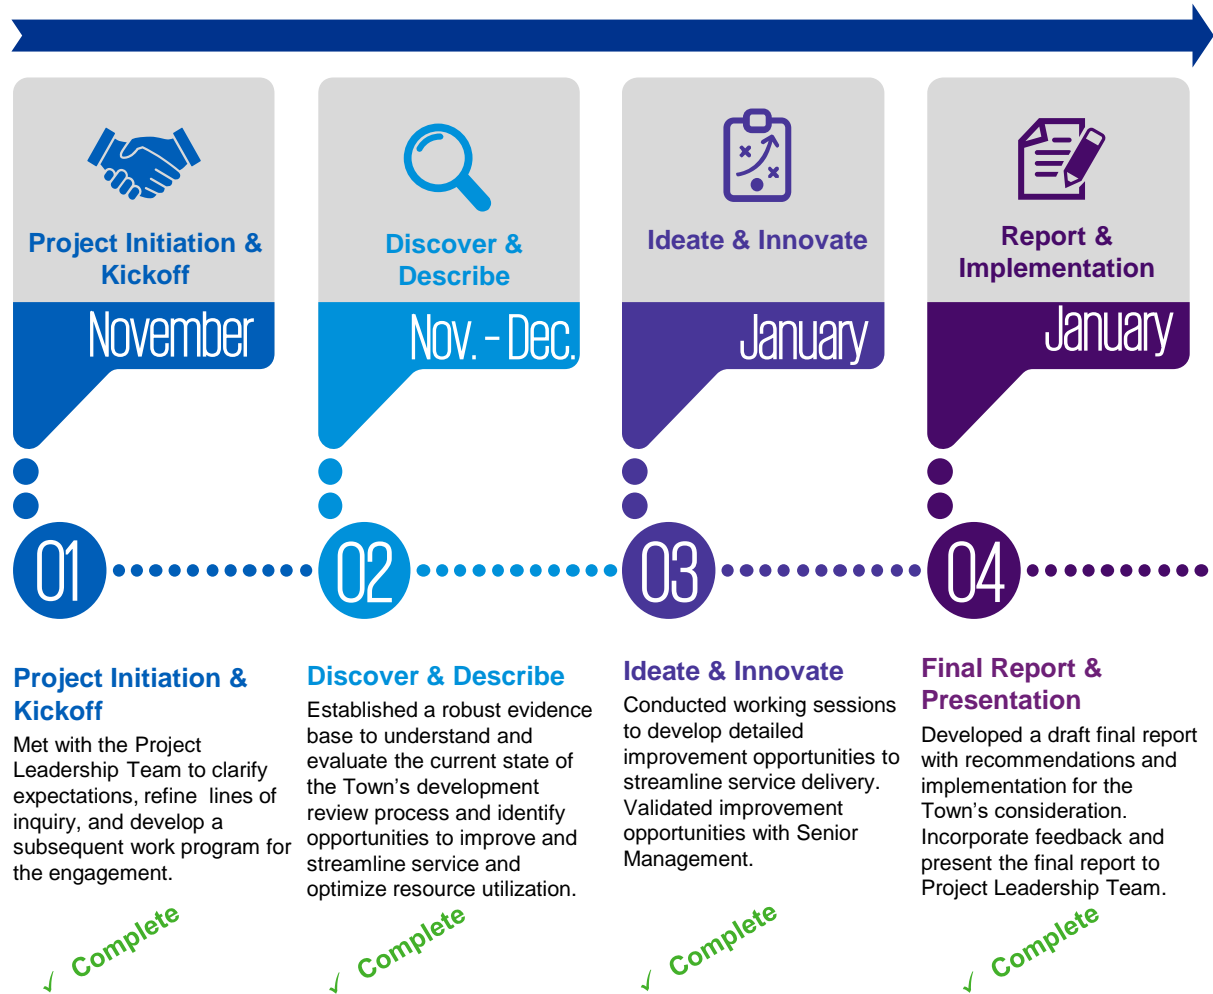 Project Initiation &
Kickoff
November
Discover &
Describe
Nov. - Dec.
Ideate & Innovate
January
Report &
Implementation
January
01
02
03
04
Project Initiation &
Kickoff
Met with the Project
Leadership Team to clarify
expectations, refine  lines of
inquiry, and develop a
subsequent work program for
the engagement.
✓ Complete
Discover & Describe
Established a robust evidence
base to understand and
evaluate the current state of
the Town's development
review process and identify
opportunities to improve and
streamline service and
optimize resource utilization.
✓ Complete
Ideate & Innovate
Conducted working sessions
to develop detailed
improvement opportunities to
streamline service delivery.
Validated improvement
opportunities with Senior
Management.
✓ Complete
Final Report &
Presentation
Developed a draft final report
with recommendations and
implementation for the
Town's consideration.
Incorporate feedback and
present the final report to
Project Leadership Team.
✓ Complete